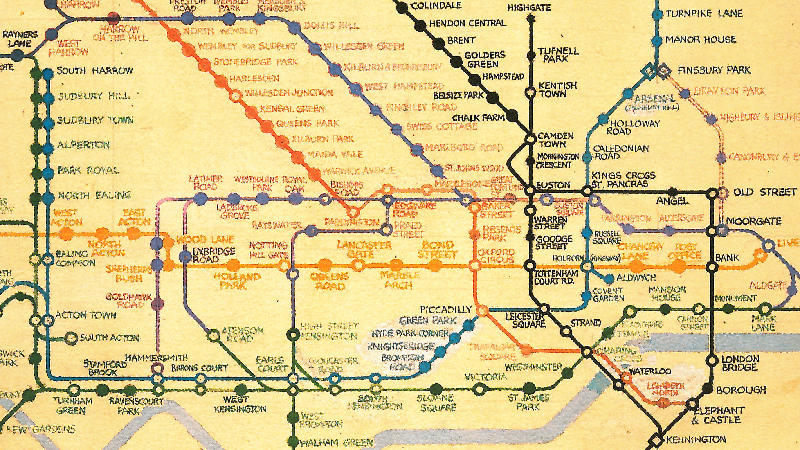 HARROW
RAYNERS
LANE
WEST
HARROW
HARROW
ON THE HILL
PRESTON
ROAD
WEMBLEY
PARK
KINGSBURY
NORTH WEMBLEY
WEMBLEY FOR SUDBURY
STONEBRIDGE PARK
HARLESDEN
WILLESDEN JUNCTION
KENSAL GREEN
QUEENS PARK
KILBURN PARK
MAIDA VALE
WARWICK AVENUE
PADDINGTON
DOLLIS HILL
WILLESDEN GREEN
KILBURN & BRONDESBURY
WEST HAMPSTEAD
FINCHLEY ROAD
SWISS COTTAGE
MARLBORO ROAD
ST. JOHNS WOOD
COLINDALE
HENDON CENTRAL
BRENT
GOLDERS
GREEN
HAMPSTEAD
BELSIZE PARK
CHALK FARM
HIGHGATE
TUFNELL
PARK
KENTISH
TOWN
CAMDEN
TOWN
MORNINGTON
CRESCENT
EUSTON
TURNPIKE LANE
MANOR HOUSE
FINSBURY PARK
ARSENAL
(HIGHBURY HILL)
DRAYTON PARK
HIGHBURY & ISLING
CANONBURY & E
HOLLOWAY
ROAD
CALEDONIAN
ROAD
KINGS CROSS
ST. PANCRAS
ANGEL
OLD STREET
MOORGATE
SOUTH HARROW
SUDBURY HILL
SUDBURY TOWN
ALPERTON
PARK ROYAL
NORTH EALING
EALING
COMMON
ACTON TOWN
SOUTH ACTON
WEST
ACTON
NORTH
ACTON
EAST
ACTON
WOOD LANE
SHEPHERDS
BUSH
GOLDHAWK
ROAD
HAMMERSMITH
LATIMER
ROAD
LADBROKE
GROVE
WESTBOURNE
PARK
ROYAL
OAK
BISHOPS
ROAD
EDGWARE
ROAD
PRAED
STREET
MARYLEBONE
BAKER
STREET
REGENTS
PARK
OXFORD
CIRCUS
BAYSWATER
NOTTING
HILL GATE
UXBRIDGE
ROAD
HOLLAND
PARK
LANCASTER
GATE
QUEENS
ROAD
MARBLE
ARCH
BOND
STREET
WARREN
STREET
GOODGE
STREET
TOTTENHAM
COURT RD.
EUSTON
SQUARE
RUSSELL
SQUARE
HOLBORN
(KINGSWAY)
FARRINGDON
ALDERSGATE
CHANCERY
LANE
POST
OFFICE
BANK
LIVE
ALDGATE
ALDWYCH
COVENT
GARDEN
MANSION
HOUSE
CANNON
STREET
MONUMENT
MARK
LANE
BLACKFRIARS
TEMPLE
LEICESTER
SQUARE
STRAND
CHARING
CROSS
TRAFALGAR
SQUARE
PICCADILLY
GREEN PARK
HYDE PARK CORNER
KNIGHTSBRIDGE
BROMPTON
ROAD
HIGH STREET
KENSINGTON
ADDISON
ROAD
EARLS
COURT
GLOUCESTER
ROAD
SOUTH
KENSINGTON
SLOANE
SQUARE
VICTORIA
ST JAMES
PARK
WESTMINSTER
WATERLOO
LAMBETH
NORTH
LONDON
BRIDGE
BOROUGH
ELEPHANT
& CASTLE
KENNINGTON
STAMFORD
BROOK
TURNHAM
GREEN
RAVENSCOURT
PARK
BARONS COURT
WEST
KENSINGTON
WEST
BROMPTON
WALHAM GREEN
KEW GARDENS